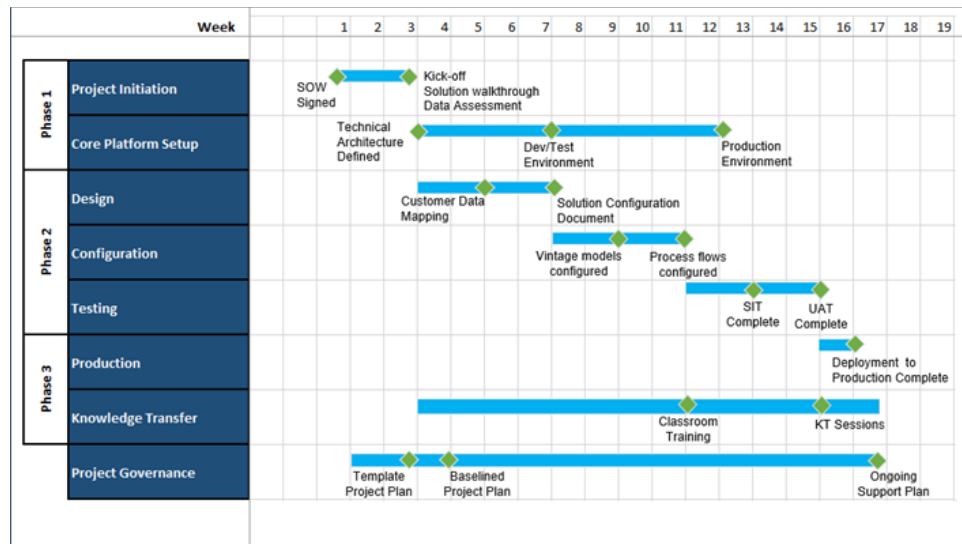 Week 1 2 3 4 5 6 7 8 9 10 11 12 13 14 15 16 17 18 19
Phase 1
Project Initiation
SOW
Signed
Kick-off
Solution walkthrough
Data Assessment
Core Platform Setup
Technical
Architecture
Defined
Dev/Test
Environment
Production
Environment
Phase 2
Design
Customer Data
Mapping
Solution Configuration
Document
Configuration
Vintage models
configured
Process flows
configured
Testing
SIT
Complete
UAT
Complete
Phase 3
Production
Deployment to
Production Complete
Knowledge Transfer
Classroom
Training
KT Sessions
Project Governance
Template
Project Plan
Baselined
Project Plan
Ongoing
Support Plan